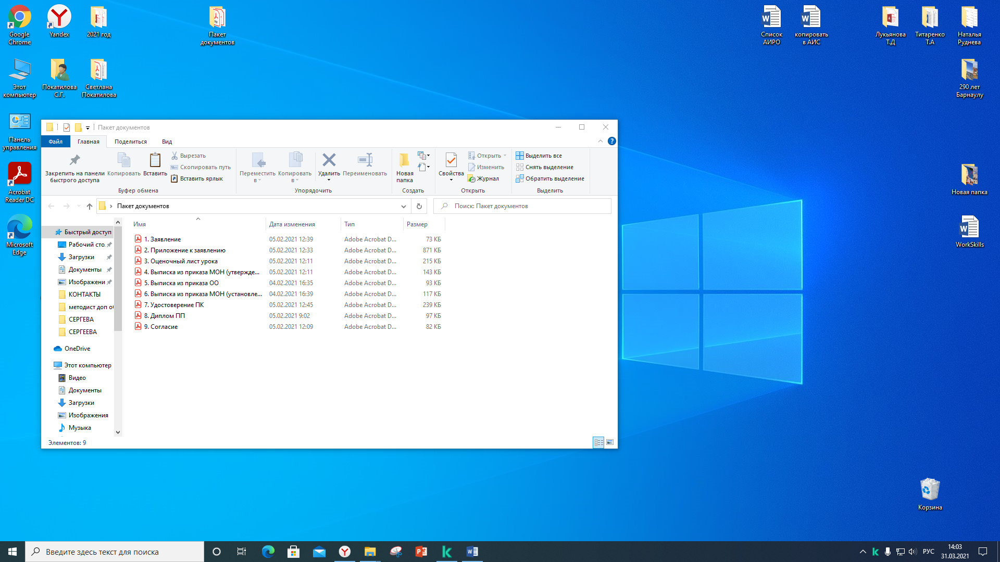 Google
Chrome
Yandex
2021 год
Пакет
документов
Список
АИРО
копировать
в АИС
Лукьянова
Т.Д
Титаренко
Т.А
Наталья
Руднева
Этот
компьютер
Покатилова
С.Г.
Светлана
Покатилова
290 лет
Барнаулу
Панель
управления
Acrobat
Reader DC
Microsoft
Edge
Новая папка
WorkSkills
Корзина
Пакет документов
Файл
Главная
Поделиться
Вид
Закрепить на панели
быстрого доступа
Копировать
Вставить
Вырезать
Скопировать путь
Вставить ярлык
Буфер обмена
Переместить
в
Копировать
в
Удалить
Переименовать
Упорядочить
Новая
папка
Создать
Свойства
Открыть
Изменить
Журнал
Открыть
Выделить все
Снять выделение
Обратить выделение
Выделить
Пакет документов
Поиск: Пакет документов
Быстрый доступ
Рабочий сто
Загрузки
Документы
Изображени
КОНТАКТЫ
методист доп об
СЕРГЕВА
СЕРГЕЕВА
OneDrive
Этот компьютер
Видео
Документы
Загрузки
Изображения
Музыка
Имя Дата изменения Тип Размер
1. Заявление 05.02.2021 12:39 Adobe Acrobat D... 73 КБ
2. Приложение к заявлению 05.02.2021 12:33 Adobe Acrobat D... 871 КБ
3. Оценочный лист урока 05.02.2021 12:11 Adobe Acrobat D... 215 КБ
4. Выписка из приказа МОН (утвержде... 05.02.2021 12:11 Adobe Acrobat D... 143 КБ
5. Выписка из приказа ОО 04.02.2021 16:35 Adobe Acrobat D... 93 КБ
6. Выписка из приказа МОН (установле... 04.02.2021 16:39 Adobe Acrobat D... 117 КБ
7. Удостоверение ПК 05.02.2021 12:45 Adobe Acrobat D... 239 КБ
8. Диплом ПП 05.02.2021 9:02 Adobe Acrobat D... 97 КБ
9. Согласие 05.02.2021 12:09 Adobe Acrobat D... 82 КБ
Элементов: 9
Введите здесь текст для поиска
РУС
14:03
31.03.2021